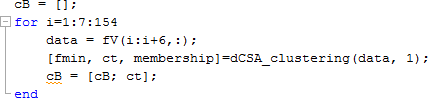 cB = [];
for i=1:7:154
data = fV(i:i+6,:);
[fmin, ct, membership]=dCSA_clustering(data, 1);
cB = [cB; ct];
end